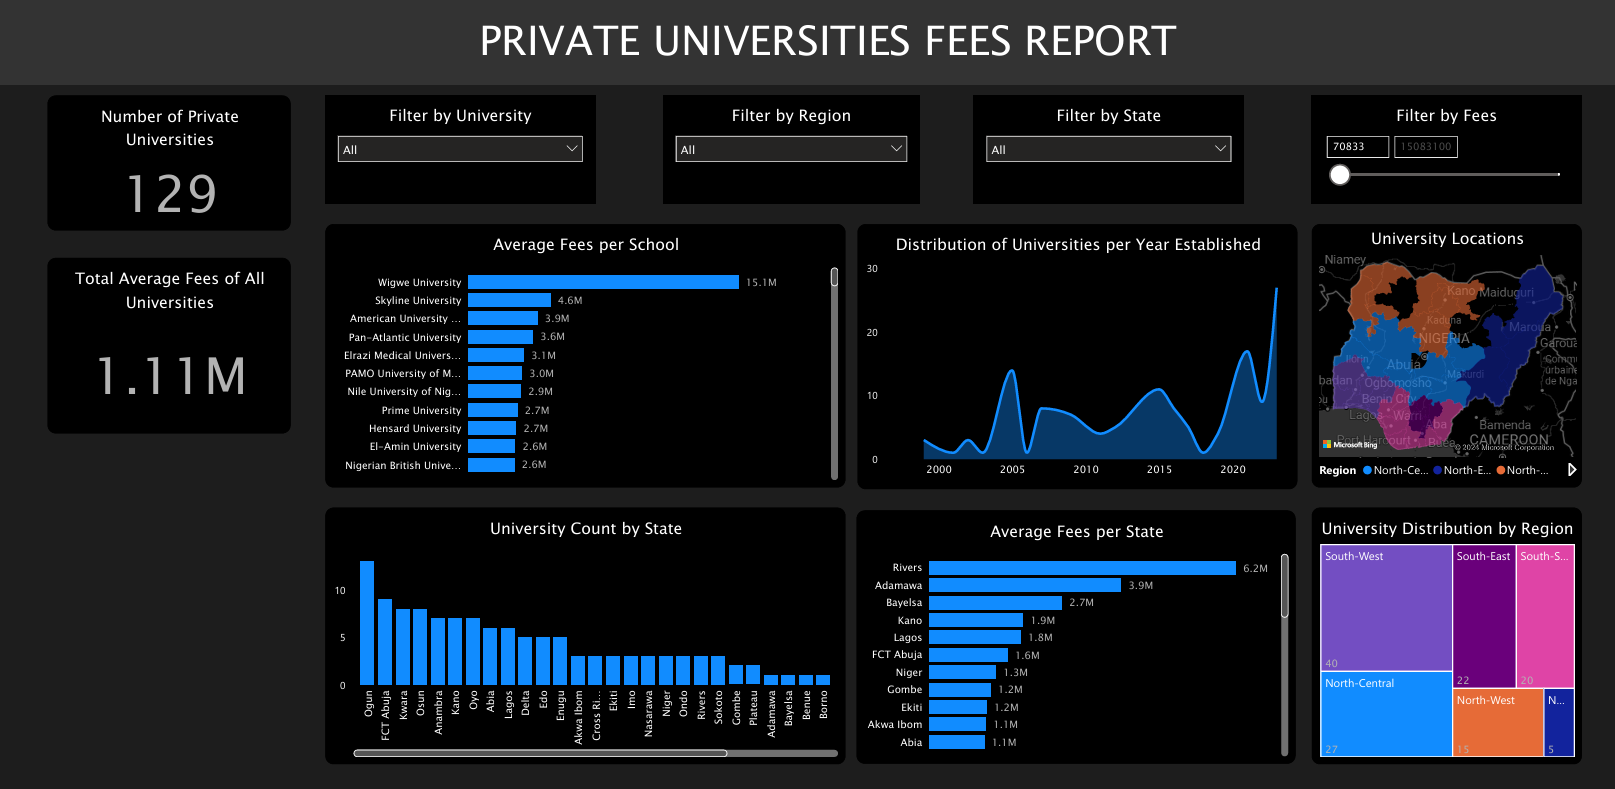 PRIVATE UNIVERSITIES FEES REPORT
Number of Private
Universities
129
Total Average Fees of All
Universities
1.11M
Filter by University
All
Filter by Region
All
Filter by State
All
Filter by Fees
70833
15083100
Average Fees per School
Wigwe University 15.1M
Skyline University 4.6M
American University ... 3.9M
Pan-Atlantic University 3.6M
Elrazi Medical Univers... 3.1M
PAMO University of M... 3.0M
Nile University of Nig... 2.9M
Prime University 2.7M
Hensard University 2.7M
El-Amin University 2.6M
Nigerian British Unive... 2.6M
Distribution of Universities per Year Established
30
20
10
0
2000 2005 2010 2015 2020
University Locations
Niamey
Kano Maiduguri
Kaduna
Maroua
NIGERIA
Garoua
Ilorin
Abuja
Commu
urbaine
de Nga
badan
Ogbomosho
Makurdi
Benin City
Lagos
Warri
Aba
Bamenda
Port Harcourt
Buea
CAMEROON
Microsoft Bing
© 2024 Microsoft Corporation
Region North-Ce... North-E... North-...
University Count by State
10
5
0
Ogun
FCT Abuja
Kwara
Osun
Anambra
Kano
Oyo
Abia
Lagos
Delta
Edo
Enugu
Akwa Ibom
Cross Ri...
Ekiti
Imo
Nasarawa
Niger
Ondo
Rivers
Sokoto
Gombe
Plateau
Adamawa
Bayelsa
Benue
Borno
Average Fees per State
Rivers 6.2M
Adamawa 3.9M
Bayelsa 2.7M
Kano 1.9M
Lagos 1.8M
FCT Abuja 1.6M
Niger 1.3M
Gombe 1.2M
Ekiti 1.2M
Akwa Ibom 1.1M
Abia 1.1M
University Distribution by Region
South-West
40
South-East
22
South-S...
20
North-Central
27
North-West
15
N...
5